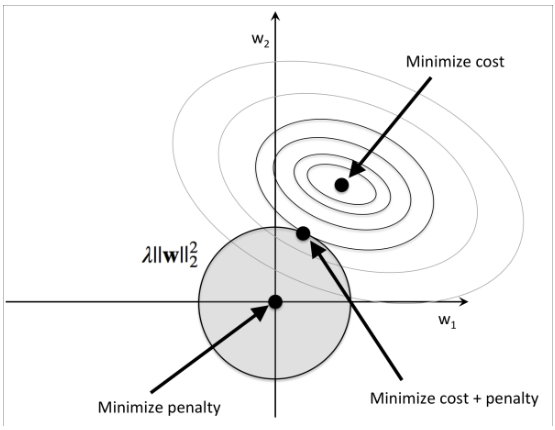 w₂
Minimize cost
λ||w||₂²
w₁
Minimize cost + penalty
Minimize penalty